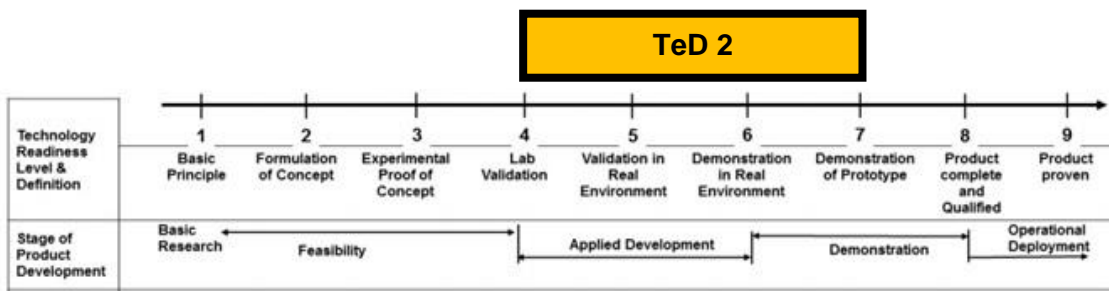 TeD 2
Technology
Readiness
Level &
Definition
1 2 3 4 5 6 7 8 9
Basic
Principle
Formulation
of Concept
Experimental
Proof of
Concept
Lab
Validation
Validation in
Real
Environment
Demonstration
in Real
Environment
Demonstration
of Prototype
Product
complete
and
Qualified
Product
proven
Stage of
Product
Development
Basic
Research
Feasibility
Applied Development
Demonstration
Operational
Deployment